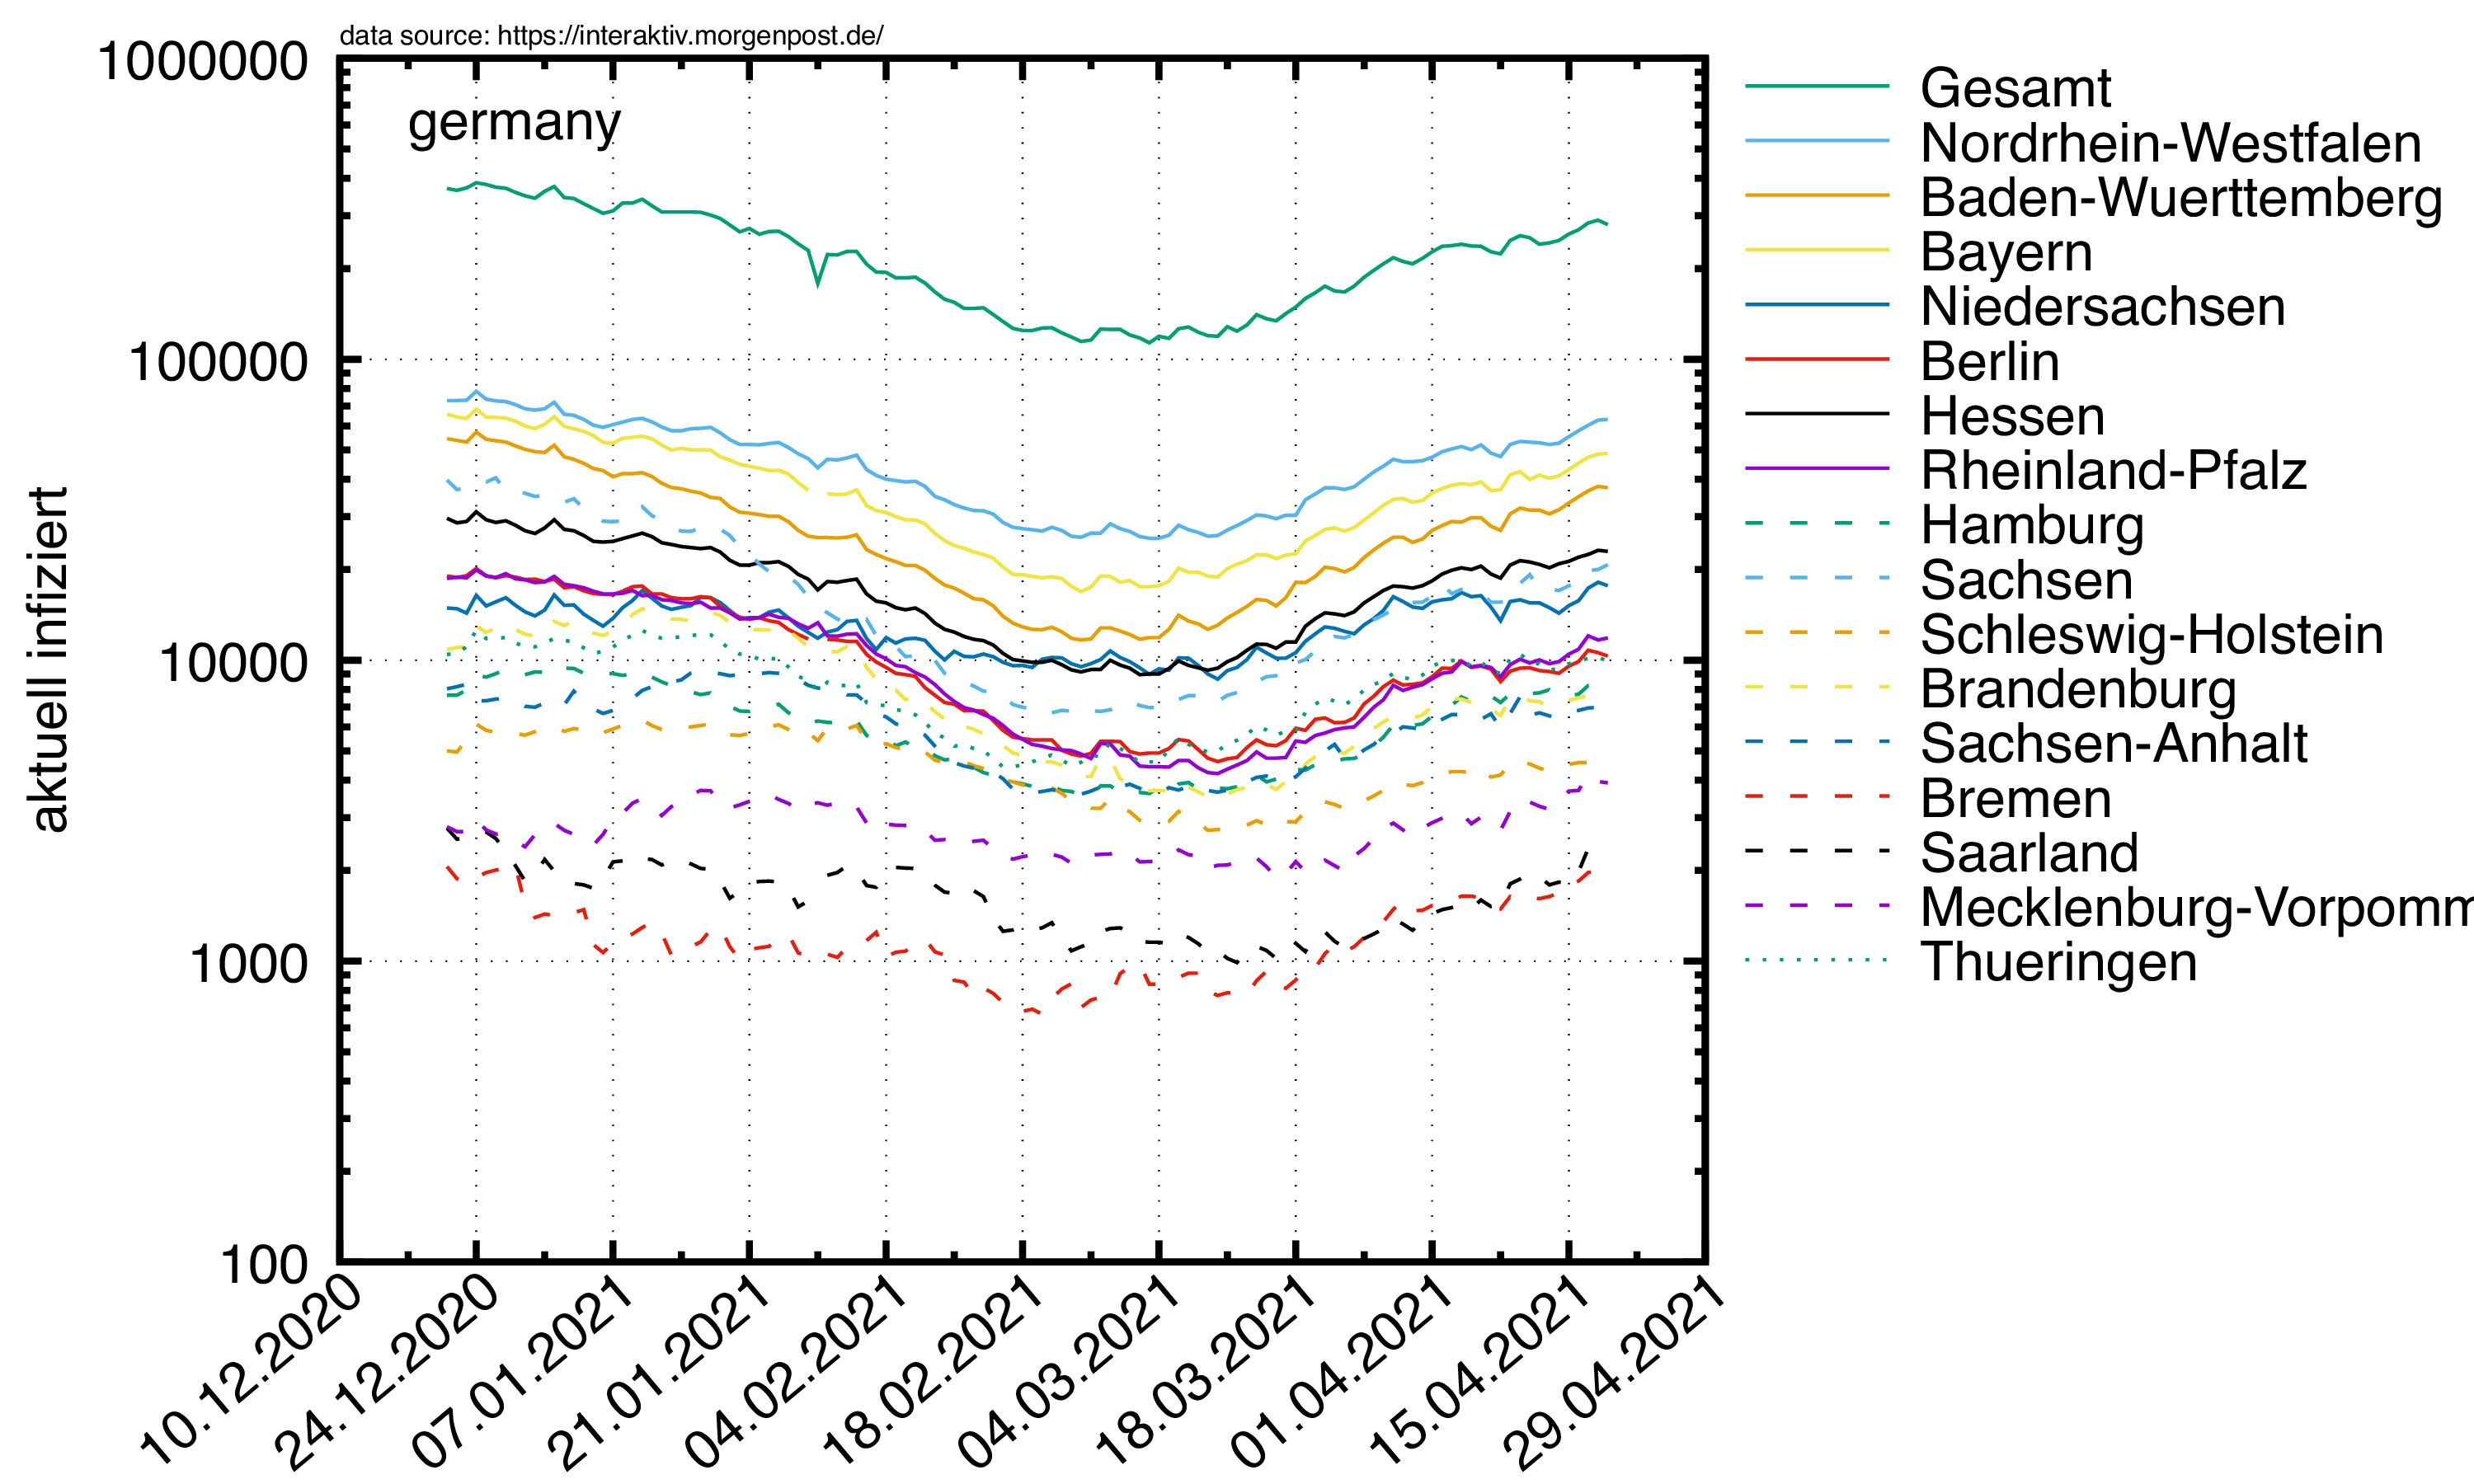 data source: https://interaktiv.morgenpost.de/
germany
aktuell infiziert
1000000
100000
10000
1000
100
10.12.2020
24.12.2020
07.01.2021
21.01.2021
04.02.2021
18.02.2021
04.03.2021
18.03.2021
01.04.2021
15.04.2021
29.04.2021
Gesamt
Nordrhein-Westfalen
Baden-Wuerttemberg
Bayern
Niedersachsen
Berlin
Hessen
Rheinland-Pfalz
Hamburg
Sachsen
Schleswig-Holstein
Brandenburg
Sachsen-Anhalt
Bremen
Saarland
Mecklenburg-Vorpomm
Thueringen